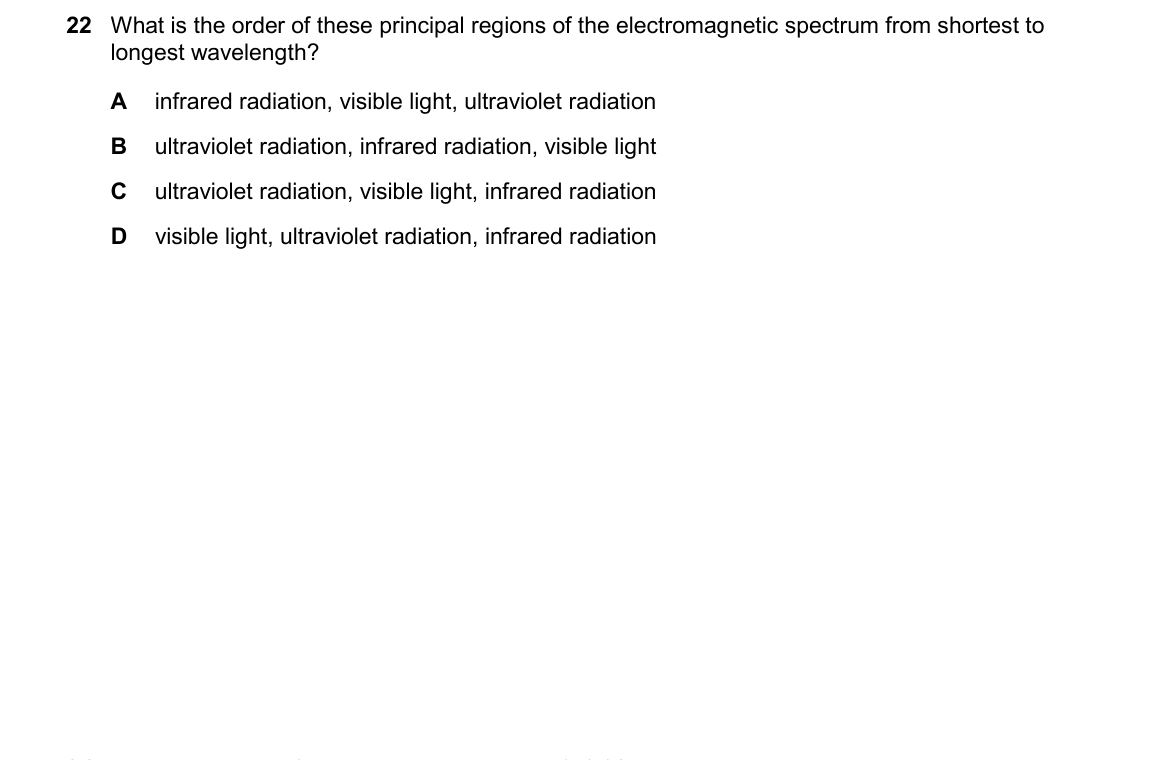 22 What is the order of these principal regions of the electromagnetic spectrum from shortest to
longest wavelength?
A infrared radiation, visible light, ultraviolet radiation
B ultraviolet radiation, infrared radiation, visible light
C ultraviolet radiation, visible light, infrared radiation
D visible light, ultraviolet radiation, infrared radiation